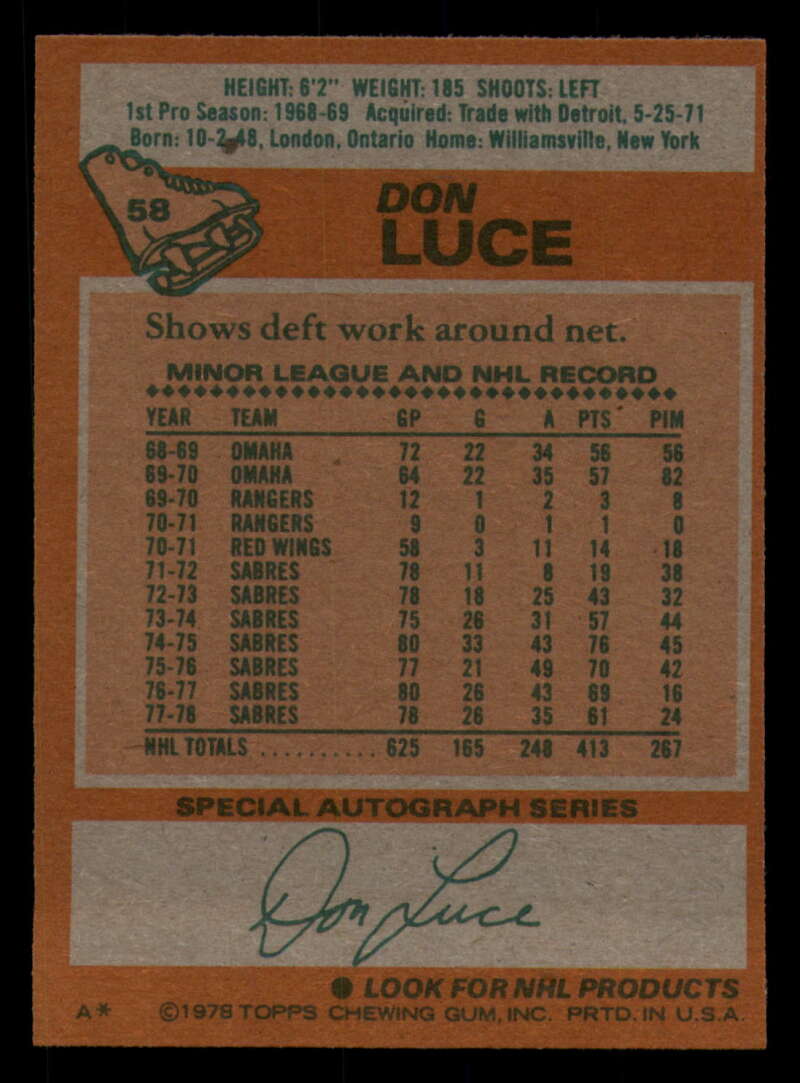 HEIGHT: 6'2" WEIGHT: 185 SHOOTS: LEFT
1st Pro Season: 1968-69 Acquired: Trade with Detroit, 5-25-71
Born: 10-2-48, London, Ontario Home: Williamsville, New York
58
DON
LUCE
Shows deft work around net.
MINOR LEAGUE AND NHL RECORD
YEAR TEAM GP G A PTS PIM
68-69 OMAHA 72 22 34 56 56
69-70 OMAHA 64 22 35 57 82
69-70 RANGERS 12 1 2 3 8
70-71 RANGERS 9 0 1 1 0
70-71 RED WINGS 58 3 11 14 18
71-72 SABRES 78 11 8 19 38
72-73 SABRES 78 18 25 43 32
73-74 SABRES 75 26 31 57 44
74-75 SABRES 80 33 43 76 45
75-76 SABRES 77 21 49 70 42
76-77 SABRES 80 26 43 69 16
77-78 SABRES 78 26 35 61 24
NHL TOTALS .......... 625 165 248 413 267
SPECIAL AUTOGRAPH SERIES
Don Luce
● LOOK FOR NHL PRODUCTS
A* ©1978 TOPPS CHEWING GUM, INC. PRTD. IN U.S.A.